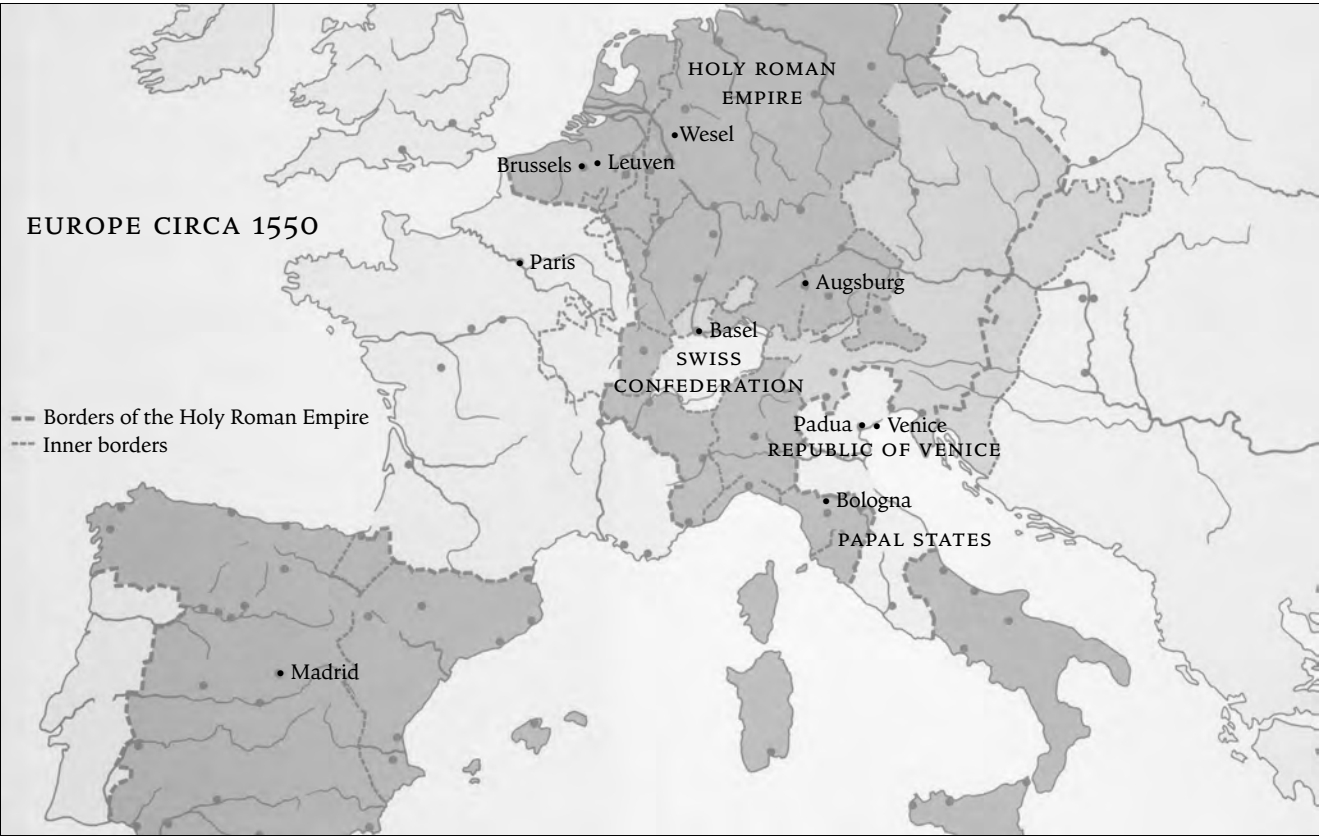 HOLY ROMAN
EMPIRE
Wesel
Brussels
Leuven
EUROPE CIRCA 1550
Paris
Augsburg
Basel
SWISS
CONFEDERATION
Borders of the Holy Roman Empire
Inner borders
Padua
Venice
REPUBLIC OF VENICE
Bologna
PAPAL STATES
Madrid